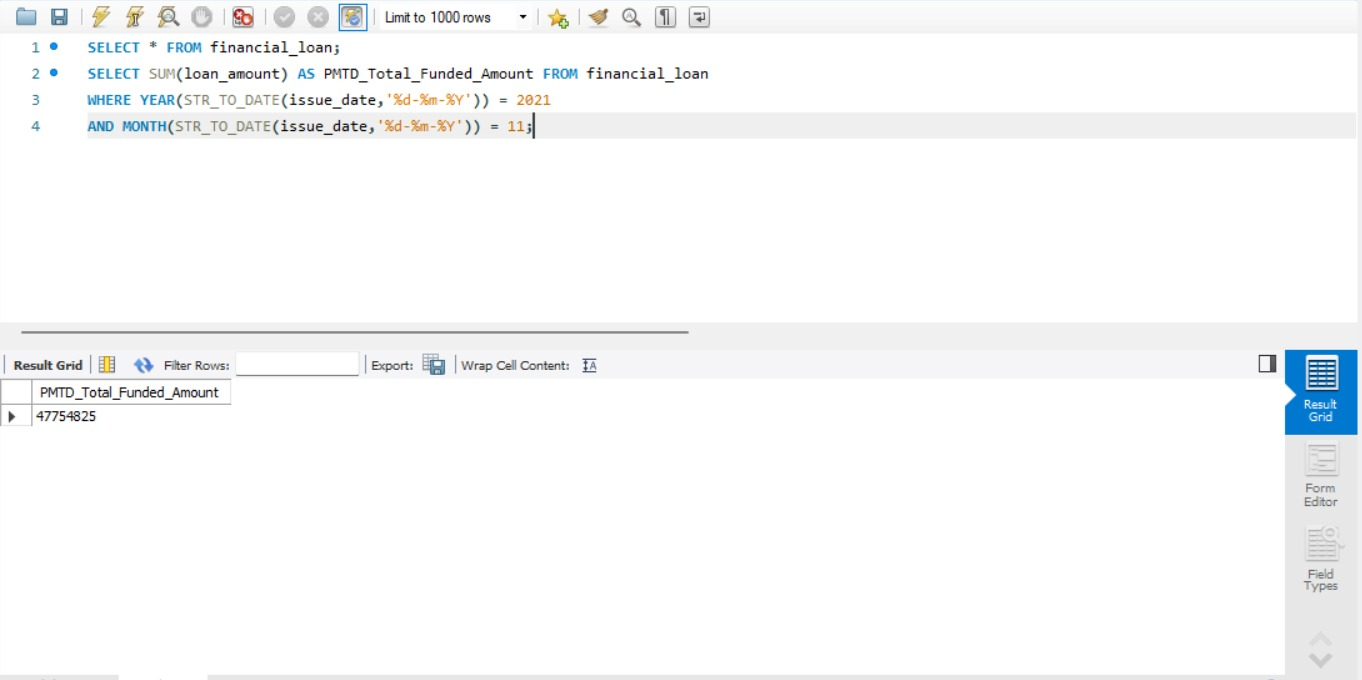 Limit to 1000 rows
1 SELECT * FROM financial_loan;
2 SELECT SUM(loan_amount) AS PMTD_Total_Funded_Amount FROM financial_loan
3 WHERE YEAR(STR_TO_DATE(issue_date,'%d-%m-%Y')) = 2021
4 AND MONTH(STR_TO_DATE(issue_date,'%d-%m-%Y')) = 11;
Result Grid Filter Rows: Export: Wrap Cell Content: IA
PMTD_Total_Funded_Amount
47754825
Result
Grid
Form
Editor
Field
Types